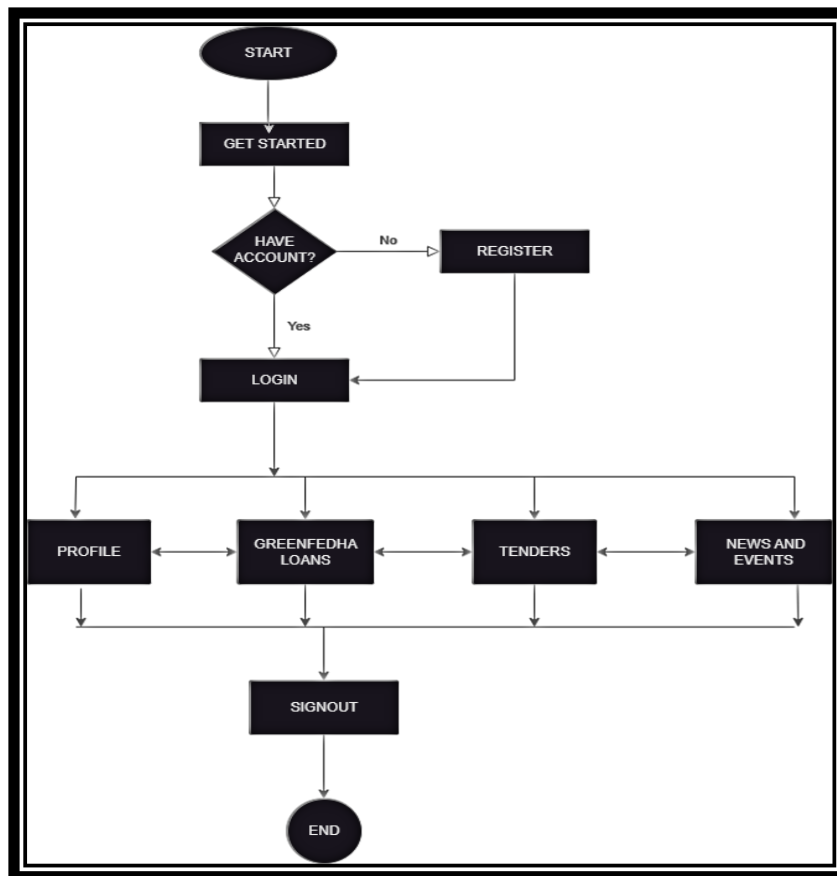 START
GET STARTED
HAVE
ACCOUNT?
No
REGISTER
Yes
LOGIN
PROFILE
GREENFEDHA
LOANS
TENDERS
NEWS AND
EVENTS
SIGNOUT
END